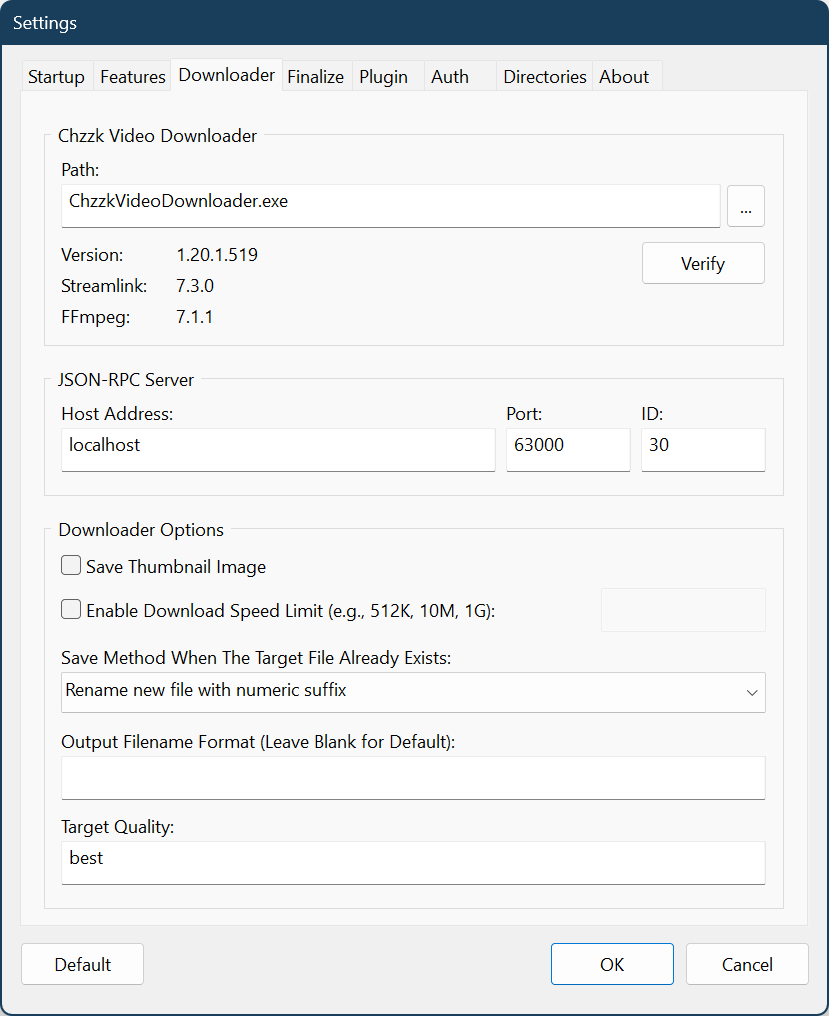 Settings
Startup Features Downloader Finalize Plugin Auth Directories About
Chzzk Video Downloader
Path:
ChzzkVideoDownloader.exe ...
Version: 1.20.1.519 Verify
Streamlink: 7.3.0
FFmpeg: 7.1.1
JSON-RPC Server
Host Address: Port: ID:
localhost 63000 30
Downloader Options
Save Thumbnail Image
Enable Download Speed Limit (e.g., 512K, 10M, 1G):
Save Method When The Target File Already Exists:
Rename new file with numeric suffix
Output Filename Format (Leave Blank for Default):
Target Quality:
best
Default OK Cancel